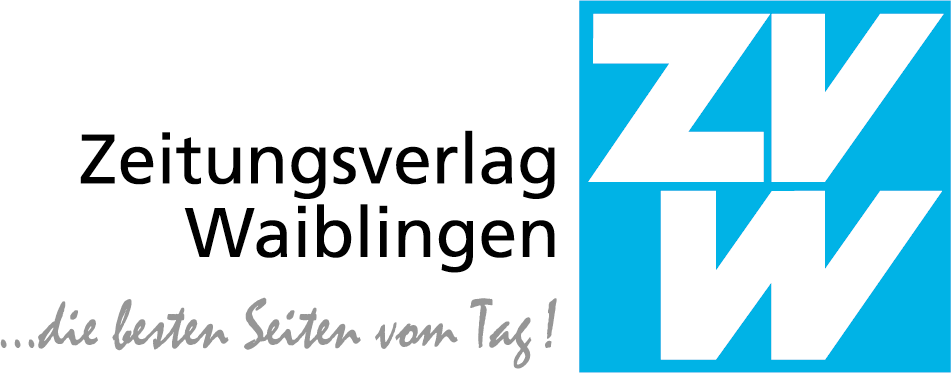 Zeitungsverlag
Waiblingen
...die besten Seiten vom Tag!
ZV
W